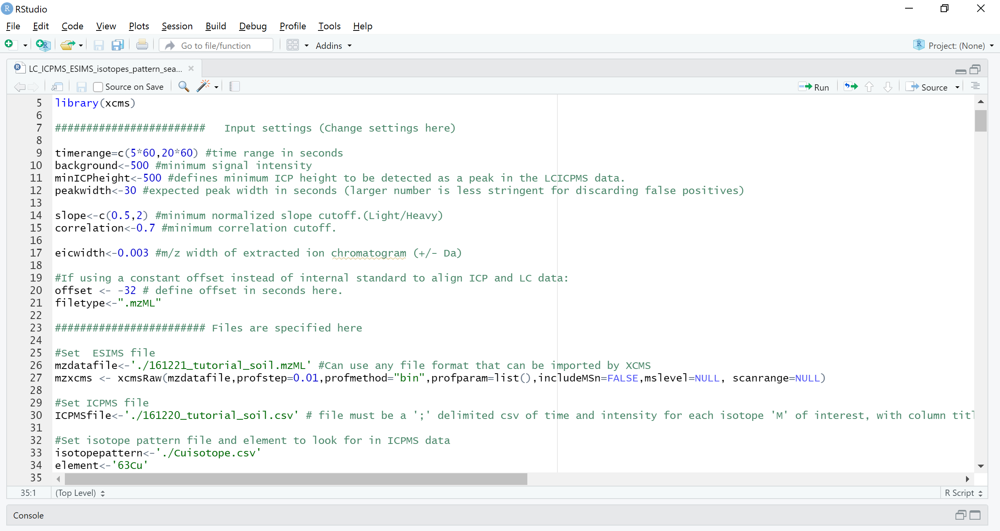 RStudio
File Edit Code View Plots Session Build Debug Profile Tools Help
Go to file/function Addins Project: (None)
LC_ICPMS_ESIMS_isotopes_pattern_sea...
Source on Save Run Source
5 library(xcms)
6
7 ######################## Input settings (Change settings here)
8
9 timerange=c(5*60,20*60) #time range in seconds
10 background<-500 #minimum signal intensity
11 minICPheight<-500 #defines minimum ICP height to be detected as a peak in the LCICPMS data.
12 peakwidth<-30 #expected peak width in seconds (larger number is less stringent for discarding false positives)
13
14 slope<-c(0.5,2) #minimum normalized slope cutoff.(Light/Heavy)
15 correlation<-0.7 #minimum correlation cutoff.
16
17 eicwidth<-0.003 #m/z width of extracted ion chromatogram (+/- Da)
18
19 #If using a constant offset instead of internal standard to align ICP and LC data:
20 offset <- -32 # define offset in seconds here.
21 filetype<-".mzML"
22
23 ######################## Files are specified here
24
25 #Set  ESIMS file
26 mzdatafile<-'./161221_tutorial_soil.mzML' #Can use any file format that can be imported by XCMS
27 mzxcms <- xcmsRaw(mzdatafile,profstep=0.01,profmethod="bin",profparam=list(),includeMSn=FALSE,mslevel=NULL, scanrange=NULL)
28
29 #Set ICPMS file
30 ICPMSfile<-'./161220_tutorial_soil.csv' # file must be a ';' delimited csv of time and intensity for each isotope 'M' of interest, with column titl
31
32 #Set isotope pattern file and element to look for in ICPMS data
33 isotopepattern<-'./Cuisotope.csv'
34 element<-'63Cu'
35
35:1 (Top Level) R Script
Console